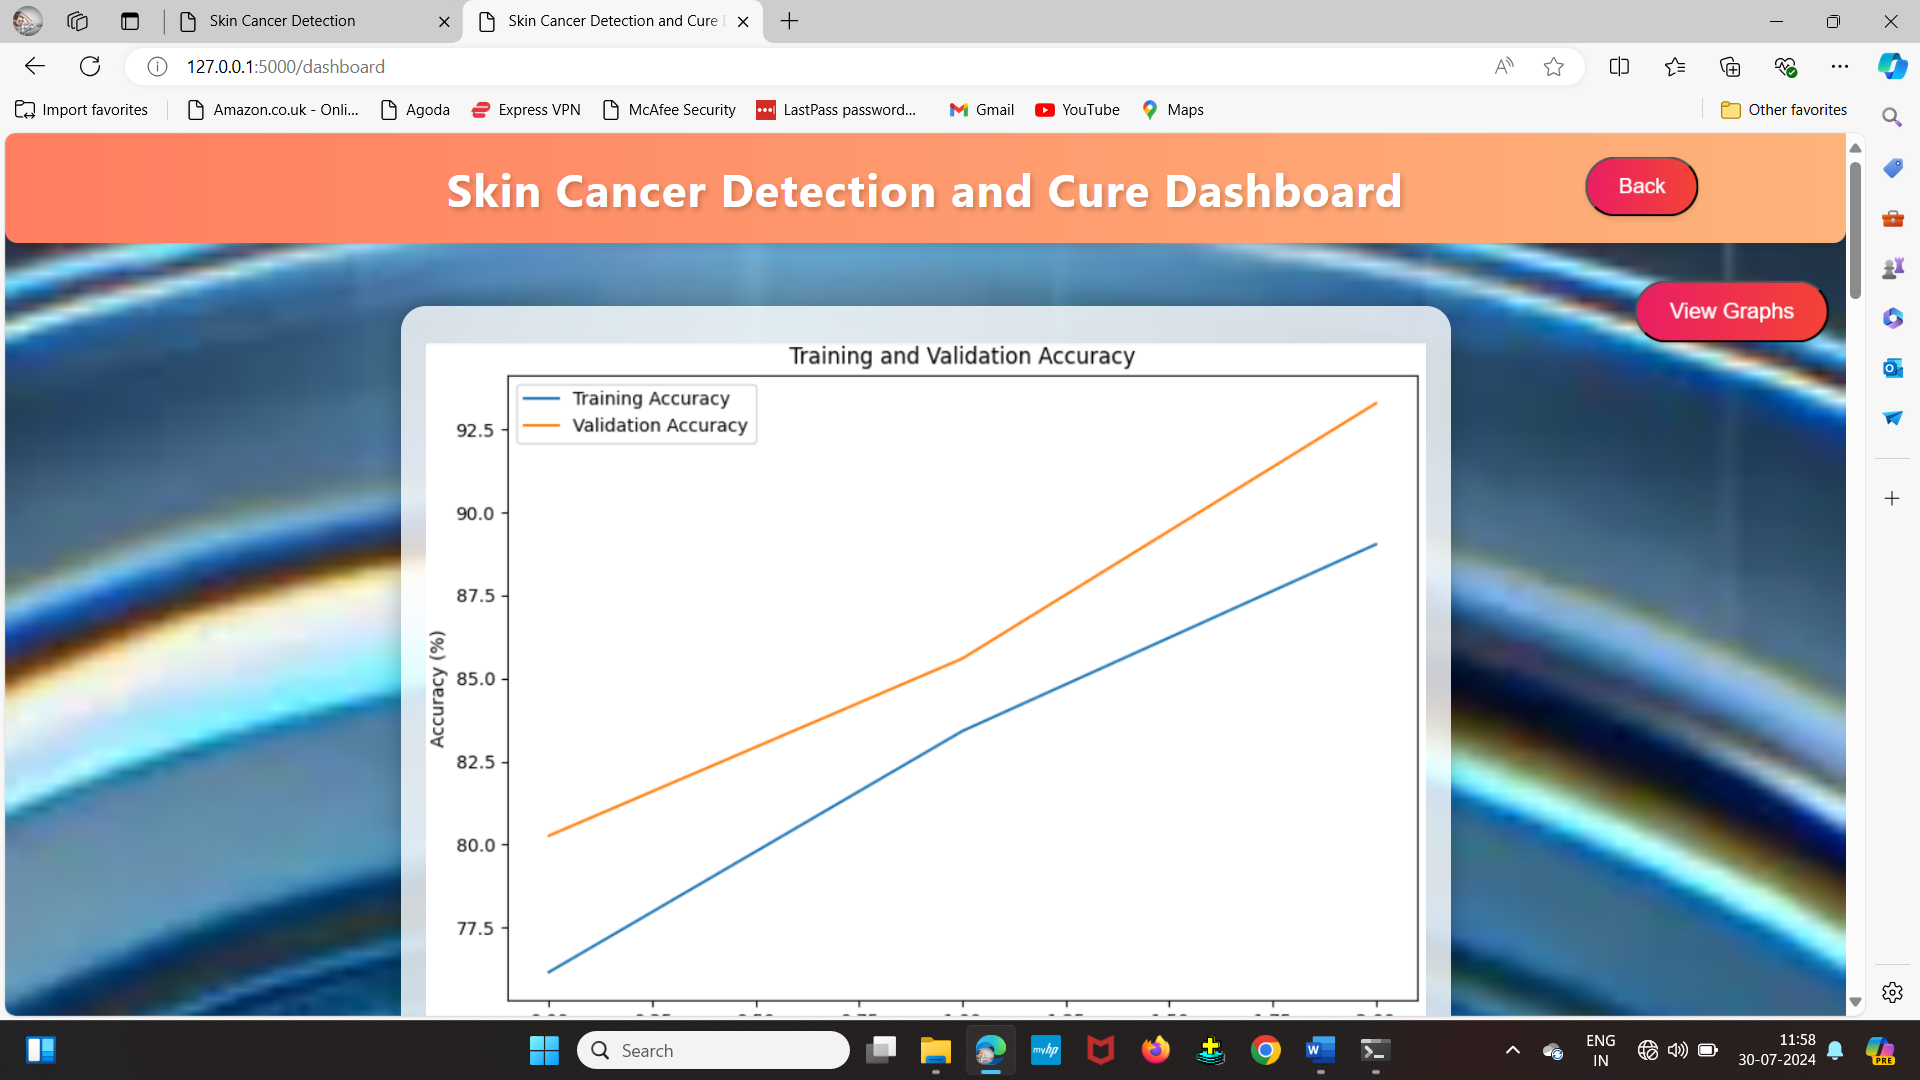 Skin Cancer Detection
Skin Cancer Detection and Cure
127.0.0.1:5000/dashboard
Import favorites
Amazon.co.uk - Onli...
Agoda
Express VPN
McAfee Security
LastPass password...
Gmail
YouTube
Maps
Other favorites
Skin Cancer Detection and Cure Dashboard
Back
View Graphs
Training and Validation Accuracy
Training Accuracy
Validation Accuracy
92.5
90.0
87.5
85.0
82.5
80.0
77.5
Accuracy (%)
Search
myhp
ENG
IN
11:58
30-07-2024
PRE